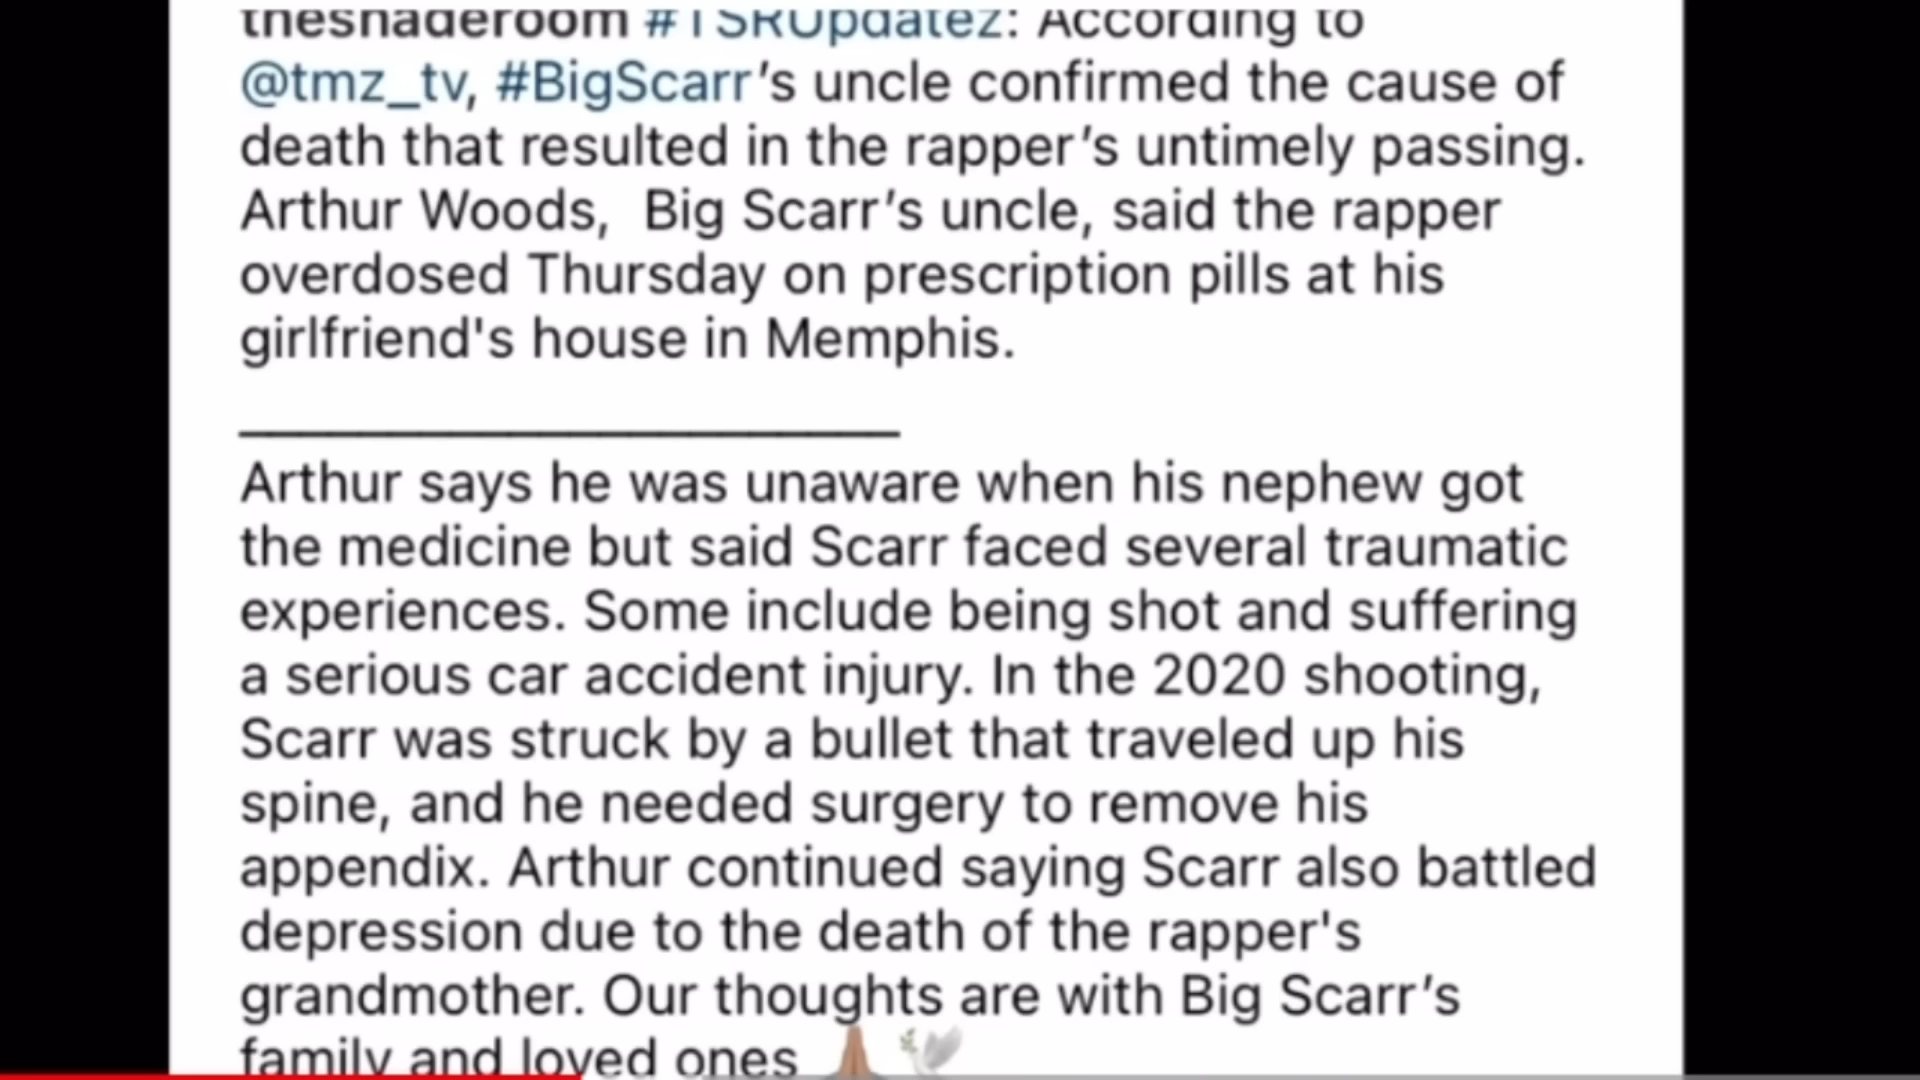 theshaderoom #TSRUpdatez: According to
@tmz_tv, #BigScarr’s uncle confirmed the cause of
death that resulted in the rapper’s untimely passing.
Arthur Woods,  Big Scarr’s uncle, said the rapper
overdosed Thursday on prescription pills at his
girlfriend's house in Memphis.
Arthur says he was unaware when his nephew got
the medicine but said Scarr faced several traumatic
experiences. Some include being shot and suffering
a serious car accident injury. In the 2020 shooting,
Scarr was struck by a bullet that traveled up his
spine, and he needed surgery to remove his
appendix. Arthur continued saying Scarr also battled
depression due to the death of the rapper's
grandmother. Our thoughts are with Big Scarr’s
family and loved ones 🙏🏽 🕊️